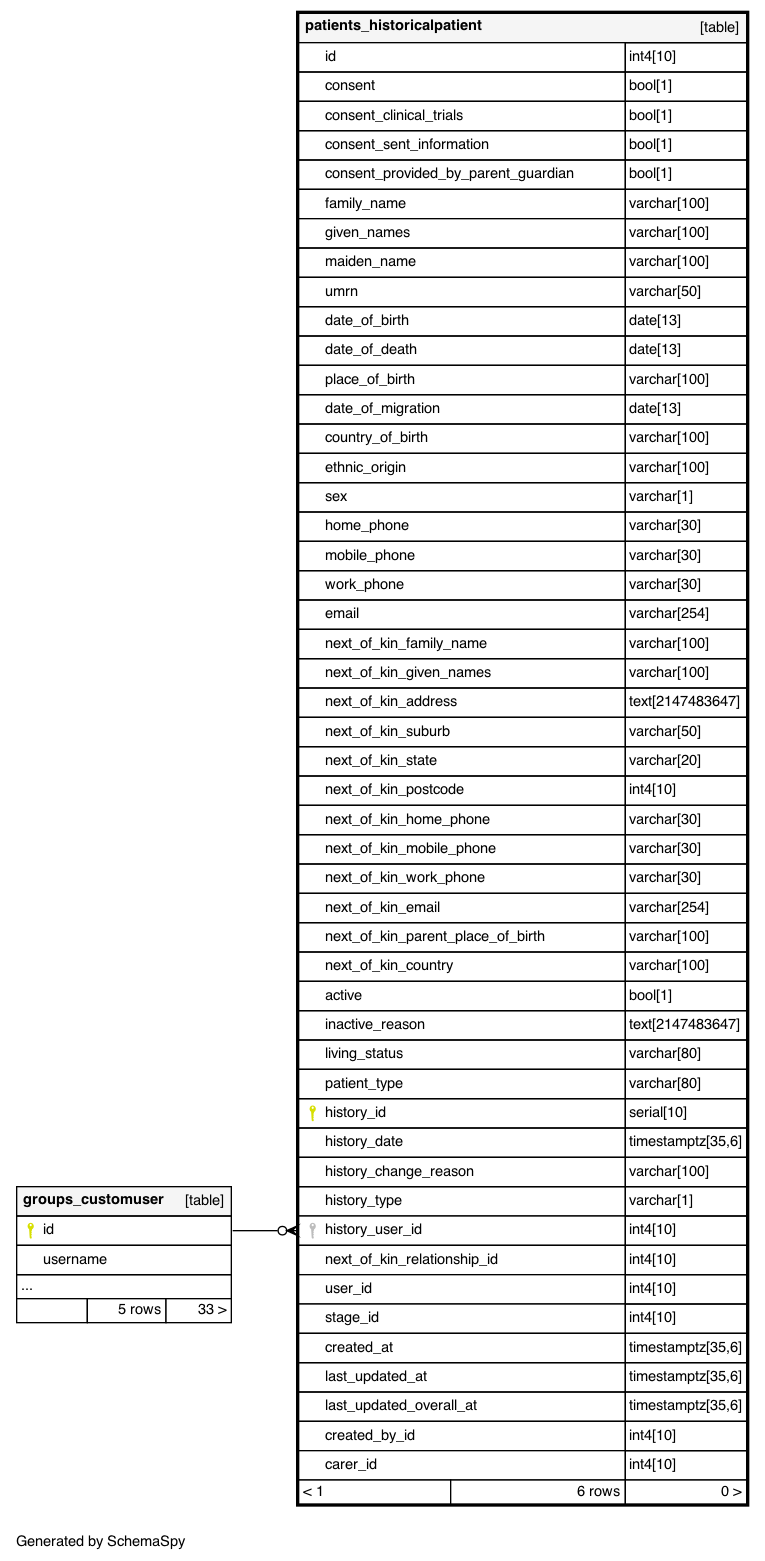 patients_historicalpatient [table]
id int4[10]
consent bool[1]
consent_clinical_trials bool[1]
consent_sent_information bool[1]
consent_provided_by_parent_guardian bool[1]
family_name varchar[100]
given_names varchar[100]
maiden_name varchar[100]
umrn varchar[50]
date_of_birth date[13]
date_of_death date[13]
place_of_birth varchar[100]
date_of_migration date[13]
country_of_birth varchar[100]
ethnic_origin varchar[100]
sex varchar[1]
home_phone varchar[30]
mobile_phone varchar[30]
work_phone varchar[30]
email varchar[254]
next_of_kin_family_name varchar[100]
next_of_kin_given_names varchar[100]
next_of_kin_address text[2147483647]
next_of_kin_suburb varchar[50]
next_of_kin_state varchar[20]
next_of_kin_postcode int4[10]
next_of_kin_home_phone varchar[30]
next_of_kin_mobile_phone varchar[30]
next_of_kin_work_phone varchar[30]
next_of_kin_email varchar[254]
next_of_kin_parent_place_of_birth varchar[100]
next_of_kin_country varchar[100]
active bool[1]
inactive_reason text[2147483647]
living_status varchar[80]
patient_type varchar[80]
history_id serial[10]
history_date timestamptz[35,6]
history_change_reason varchar[100]
history_type varchar[1]
history_user_id int4[10]
next_of_kin_relationship_id int4[10]
user_id int4[10]
stage_id int4[10]
created_at timestamptz[35,6]
last_updated_at timestamptz[35,6]
last_updated_overall_at timestamptz[35,6]
created_by_id int4[10]
carer_id int4[10]
< 1 6 rows 0 >
groups_customuser [table]
id
username
...
5 rows 33 >
Generated by SchemaSpy